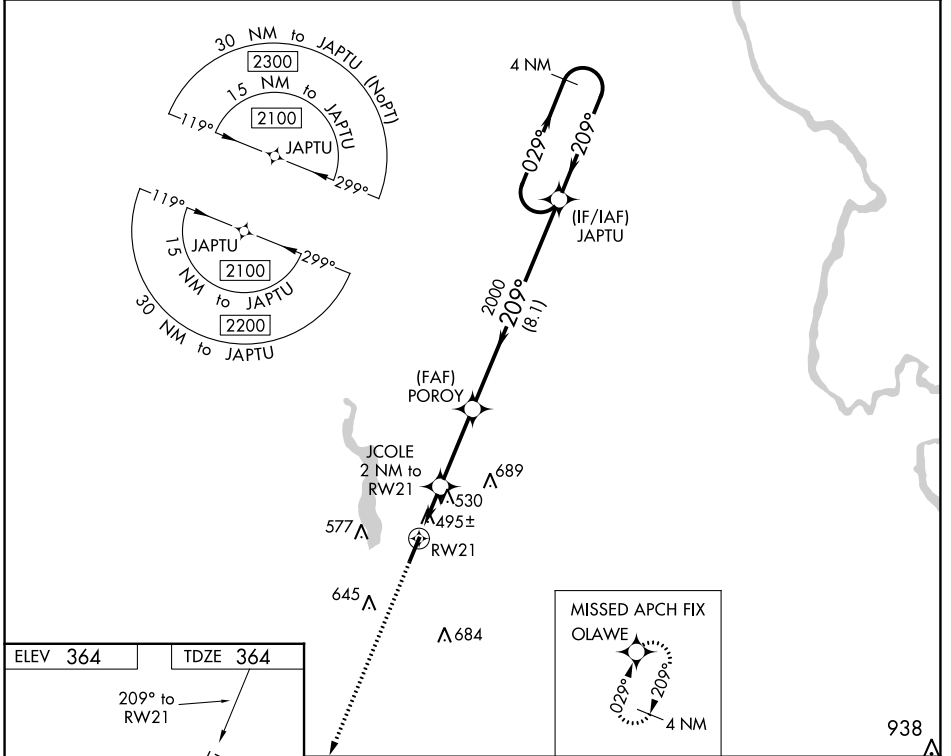 30 NM to JAPTU (NoPT)
2300
15 NM to JAPTU
2100
119°
JAPTU
299°
119°
JAPTU
299°
2100
15 NM to JAPTU
2200
30 NM to JAPTU
4 NM
029°
209°
(IF/IAF)
JAPTU
2000
209°
(8.1)
(FAF)
POROY
JCOLE
2 NM to
RW21
689
530
495±
577
RW21
645
684
MISSED APCH FIX
OLAWE
029°
209°
4 NM
938
ELEV 364
TDZE 364
209° to
RW21